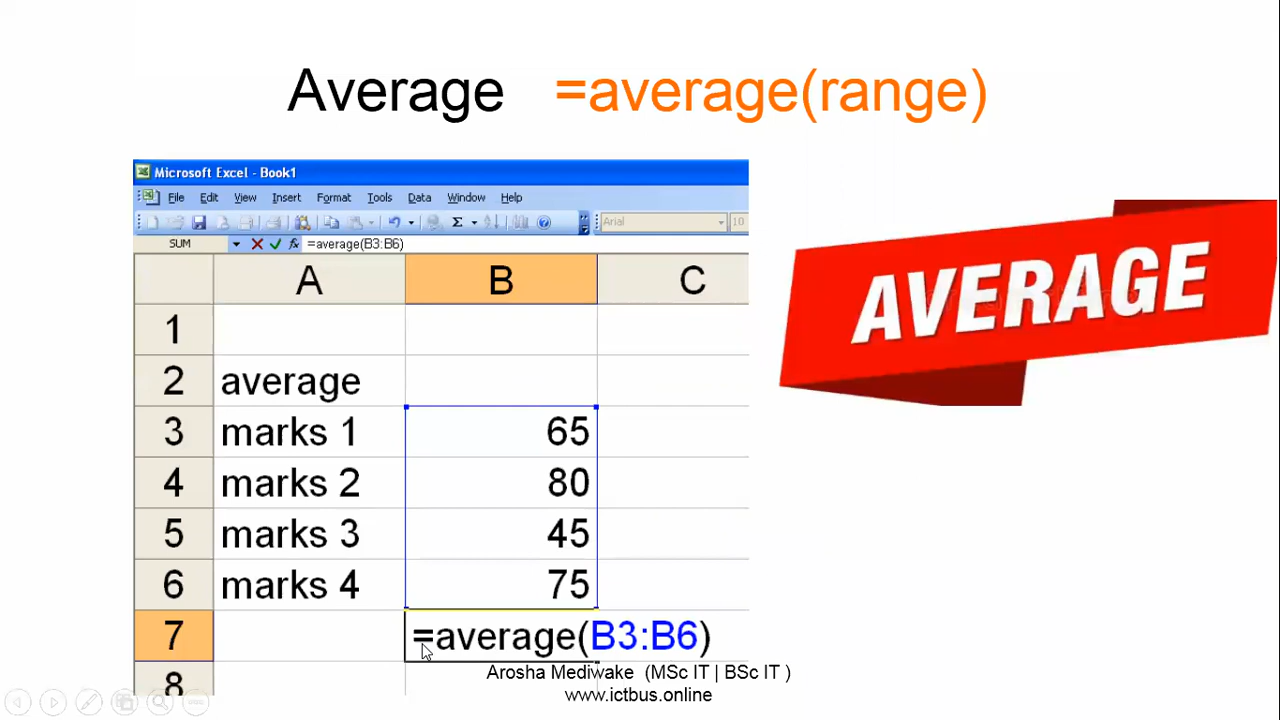 Average =average(range)
Microsoft Excel - Book1
File Edit View Insert Format Tools Data Window Help
Σ Arial 10
SUM fx =average(B3:B6)
A B C
1
2 average
3 marks 1 65
4 marks 2 80
5 marks 3 45
6 marks 4 75
7 =average(B3:B6)
8
AVERAGE
Arosha Mediwake (MSc IT | BSc IT )
www.ictbus.online